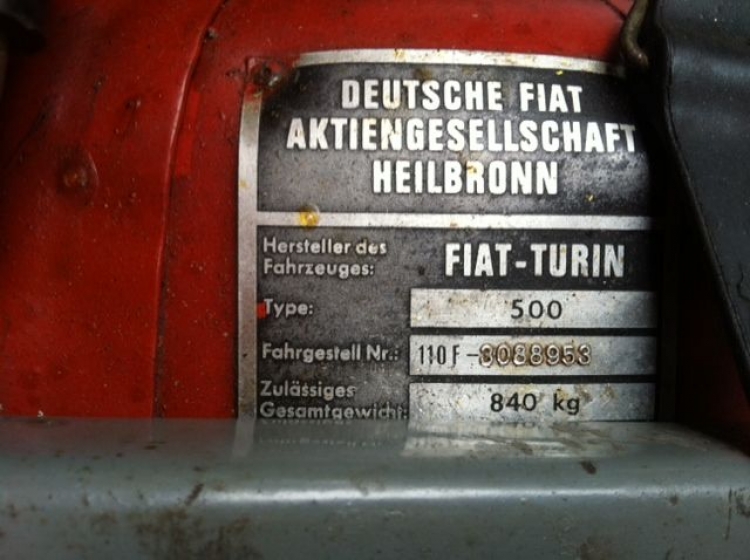 DEUTSCHE FIAT
AKTIENGESELLSCHAFT
HEILBRONN
Hersteller des
Fahrzeuges: FIAT-TURIN
Type: 500
Fahrgestell Nr.: 110 F - 3088953
Zulässiges
Gesamtgewicht: 840 kg